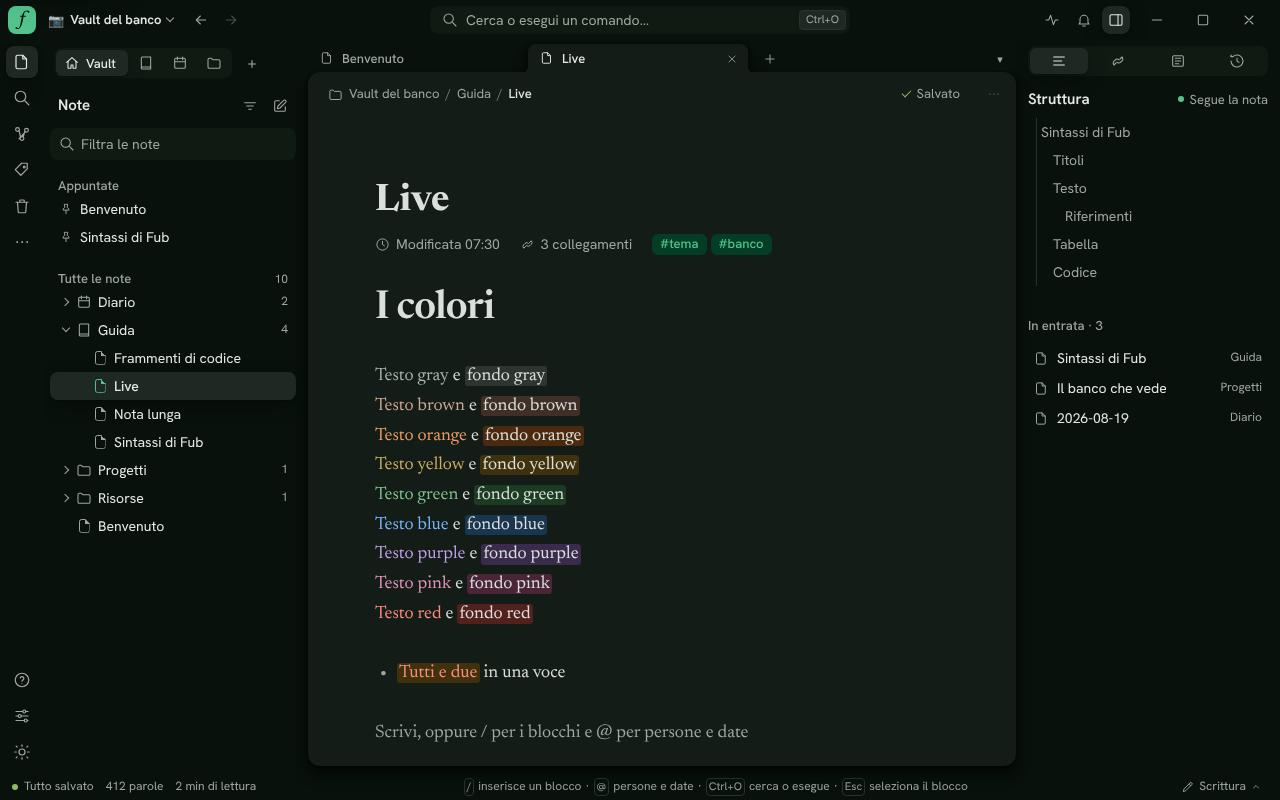 f
Vault del banco
Cerca o esegui un comando...
Ctrl+O
Vault
Note
Filtra le note
Appuntate
Benvenuto
Sintassi di Fub
Tutte le note 10
Diario 2
Guida 4
Frammenti di codice
Live
Nota lunga
Sintassi di Fub
Progetti 1
Risorse 1
Benvenuto
Benvenuto
Live
Vault del banco / Guida / Live
Salvato
Live
Modificata 07:30 3 collegamenti #tema #banco
I colori
Testo gray e fondo gray
Testo brown e fondo brown
Testo orange e fondo orange
Testo yellow e fondo yellow
Testo green e fondo green
Testo blue e fondo blue
Testo purple e fondo purple
Testo pink e fondo pink
Testo red e fondo red
• Tutti e due in una voce
Scrivi, oppure / per i blocchi e @ per persone e date
Struttura
Segue la nota
Sintassi di Fub
Titoli
Testo
Riferimenti
Tabella
Codice
In entrata · 3
Sintassi di Fub Guida
Il banco che vede Progetti
2026-08-19 Diario
Tutto salvato 412 parole 2 min di lettura
/ inserisce un blocco · @ persone e date · Ctrl+O cerca o esegue · Esc seleziona il blocco
Scrittura